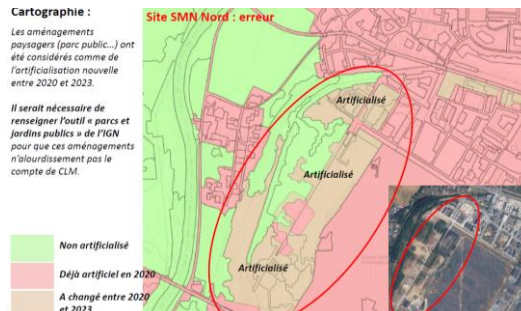 Cartographie :
Les aménagements
paysagers (parc public...) ont
été considérés comme de
l'artificialisation nouvelle
entre 2020 et 2023.
Il serait nécessaire de
renseigner l'outil « parcs et
jardins publics » de l'IGN
pour que ces aménagements
n'alourdissement pas le
compte de CLM.
Non artificialisé
Déjà artificiel en 2020
A changé entre 2020
et 2023
Site SMN Nord : erreur
Artificialisé
Artificialisé
Artificialisé